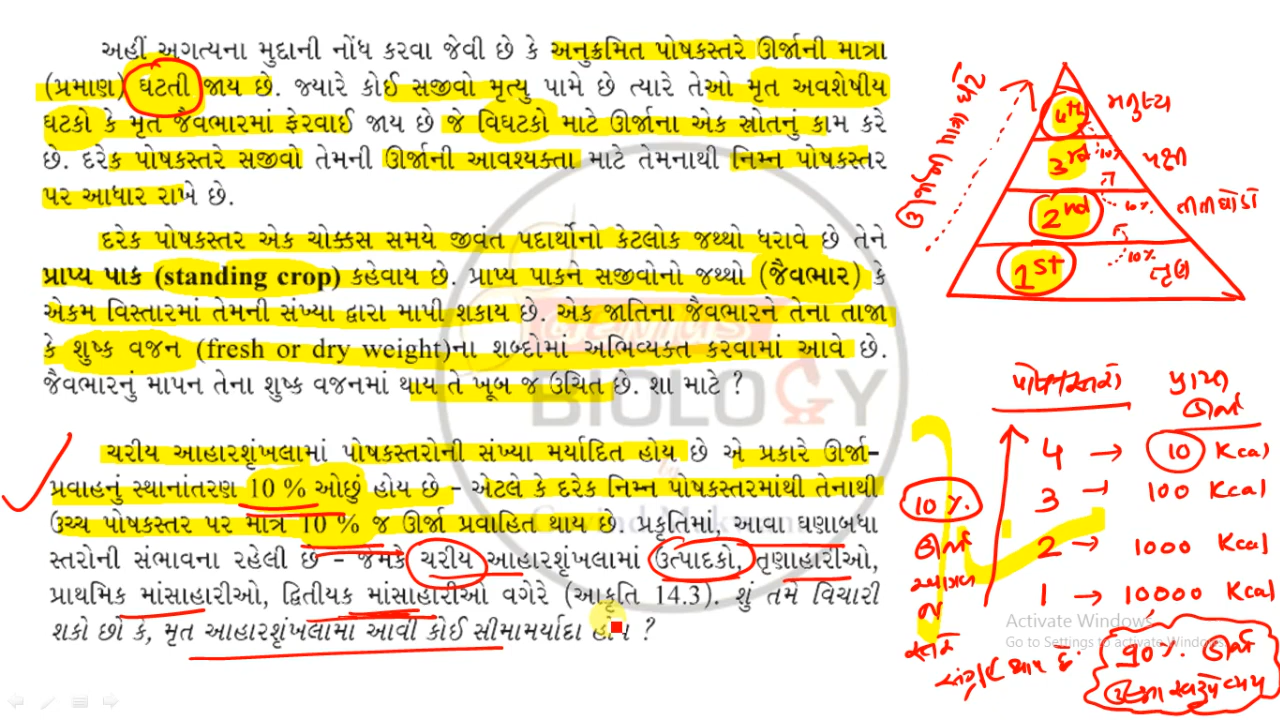 અહીં અગત્યના મુદ્દાની નોંધ કરવા જેવી છે કે અનુક્રમિત પોષકસ્તરે ઊર્જાની માત્રા
(પ્રમાણ) ઘટતી જાય છે. જ્યારે કોઈ સજીવો મૃત્યુ પામે છે ત્યારે તેઓ મૃત અવશેષીય
ઘટકો કે મૃત જૈવભારમાં ફેરવાઈ જાય છે જે વિઘટકો માટે ઊર્જાના એક સ્રોતનું કામ કરે
છે. દરેક પોષકસ્તરે સજીવો તેમની ઊર્જાની આવશ્યકતા માટે તેમનાથી નિમ્ન પોષકસ્તર
પર આધાર રાખે છે.
દરેક પોષકસ્તર એક ચોક્કસ સમયે જીવંત પદાર્થોનો કેટલોક જથ્થો ધરાવે છે તેને
પ્રાપ્ય પાક (standing crop) કહેવાય છે. પ્રાપ્ય પાકને સજીવોનો જથ્થો (જૈવભાર) કે
એકમ વિસ્તારમાં તેમની સંખ્યા દ્વારા માપી શકાય છે. એક જાતિના જૈવભારને તેના તાજા
કે શુષ્ક વજન (fresh or dry weight)ના શબ્દોમાં અભિવ્યક્ત કરવામાં આવે છે.
જૈવભારનું માપન તેના શુષ્ક વજનમાં થાય તે ખૂબ જ ઉચિત છે. શા માટે ?
ચરીય આહારશૃંખલામાં પોષકસ્તરોની સંખ્યા મર્યાદિત હોય છે એ પ્રકારે ઊર્જા-
પ્રવાહનું સ્થાનાંતરણ 10 % ઓછું હોય છે - એટલે કે દરેક નિમ્ન પોષકસ્તરમાંથી તેનાથી
ઉચ્ચ પોષકસ્તર પર માત્ર 10 % જ ઊર્જા પ્રવાહિત થાય છે. પ્રકૃતિમાં, આવા ઘણાબધા
સ્તરોની સંભાવના રહેલી છે - જેમકે ચરીય આહારશૃંખલામાં ઉત્પાદકો, તૃણાહારીઓ,
પ્રાથમિક માંસાહારીઓ, દ્વિતીયક માંસાહારીઓ વગેરે (આકૃતિ 14.3). શું તમે વિચારી
શકો છો કે, મૃત આહારશૃંખલામાં આવી કોઈ સીમામર્યાદા હોય ?
BIOLOGY
4th મનુષ્ય
3rd 10% પક્ષી
2nd 10%
1st 10% તૃણ
4 → 10 Kcal
3 → 100 Kcal
2 → 1000 Kcal
1 → 10000 Kcal
10%
ઊર્જા
90% ઊર્જા
Activate Windows
Go to Settings to activate Windows.